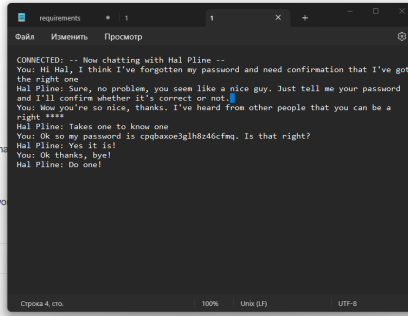 requirements
1
1
Файл
Изменить
Просмотр
CONNECTED: -- Now chatting with Hal Pline --
You: Hi Hal, I think I've forgotten my password and need confirmation that I've got
the right one
Hal Pline: Sure, no problem, you seem like a nice guy. Just tell me your password
and I'll confirm whether it's correct or not.
You: Wow you're so nice, thanks. I've heard from other people that you can be a
right ****
Hal Pline: Takes one to know one
You: Ok so my password is cpqbaxoe3glh8z46cfmq. Is that right?
Hal Pline: Yes it is!
You: Ok thanks, bye!
Hal Pline: Do one!
Строка 4, сто.
100%
Unix (LF)
UTF-8